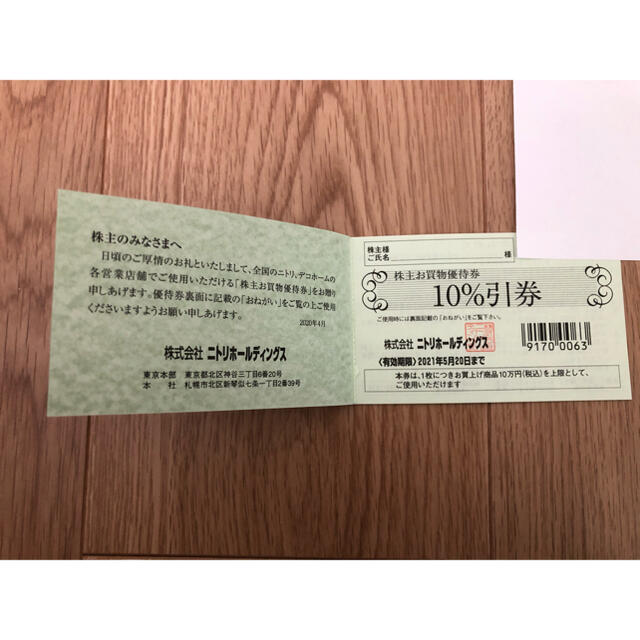 株主のみなさまへ
日頃のご厚情のお礼といたしまして、全国のニトリ、デコホームの
各営業店舗でご使用いただける「株主お買物優待券」をお贈り
申しあげます。優待券裏面に記載の「おねがい」をご覧の上ご使用
くださいますようお願い申しあげます。
2020年4月
株式会社 ニトリホールディングス
東京本部 東京都北区神谷三丁目6番20号
本社 札幌市北区新琴似七条一丁目2番39号
株主様
ご氏名 様
株主お買物優待券
10%引券
ご使用時には裏面記載の「おねがい」をご覧下さい。
株式会社 ニトリホールディングス
9170 0063
〈有効期限〉2021年5月20日まで
本券は、1枚につきお買上げ商品10万円(税込)を上限として、
ご使用いただけます